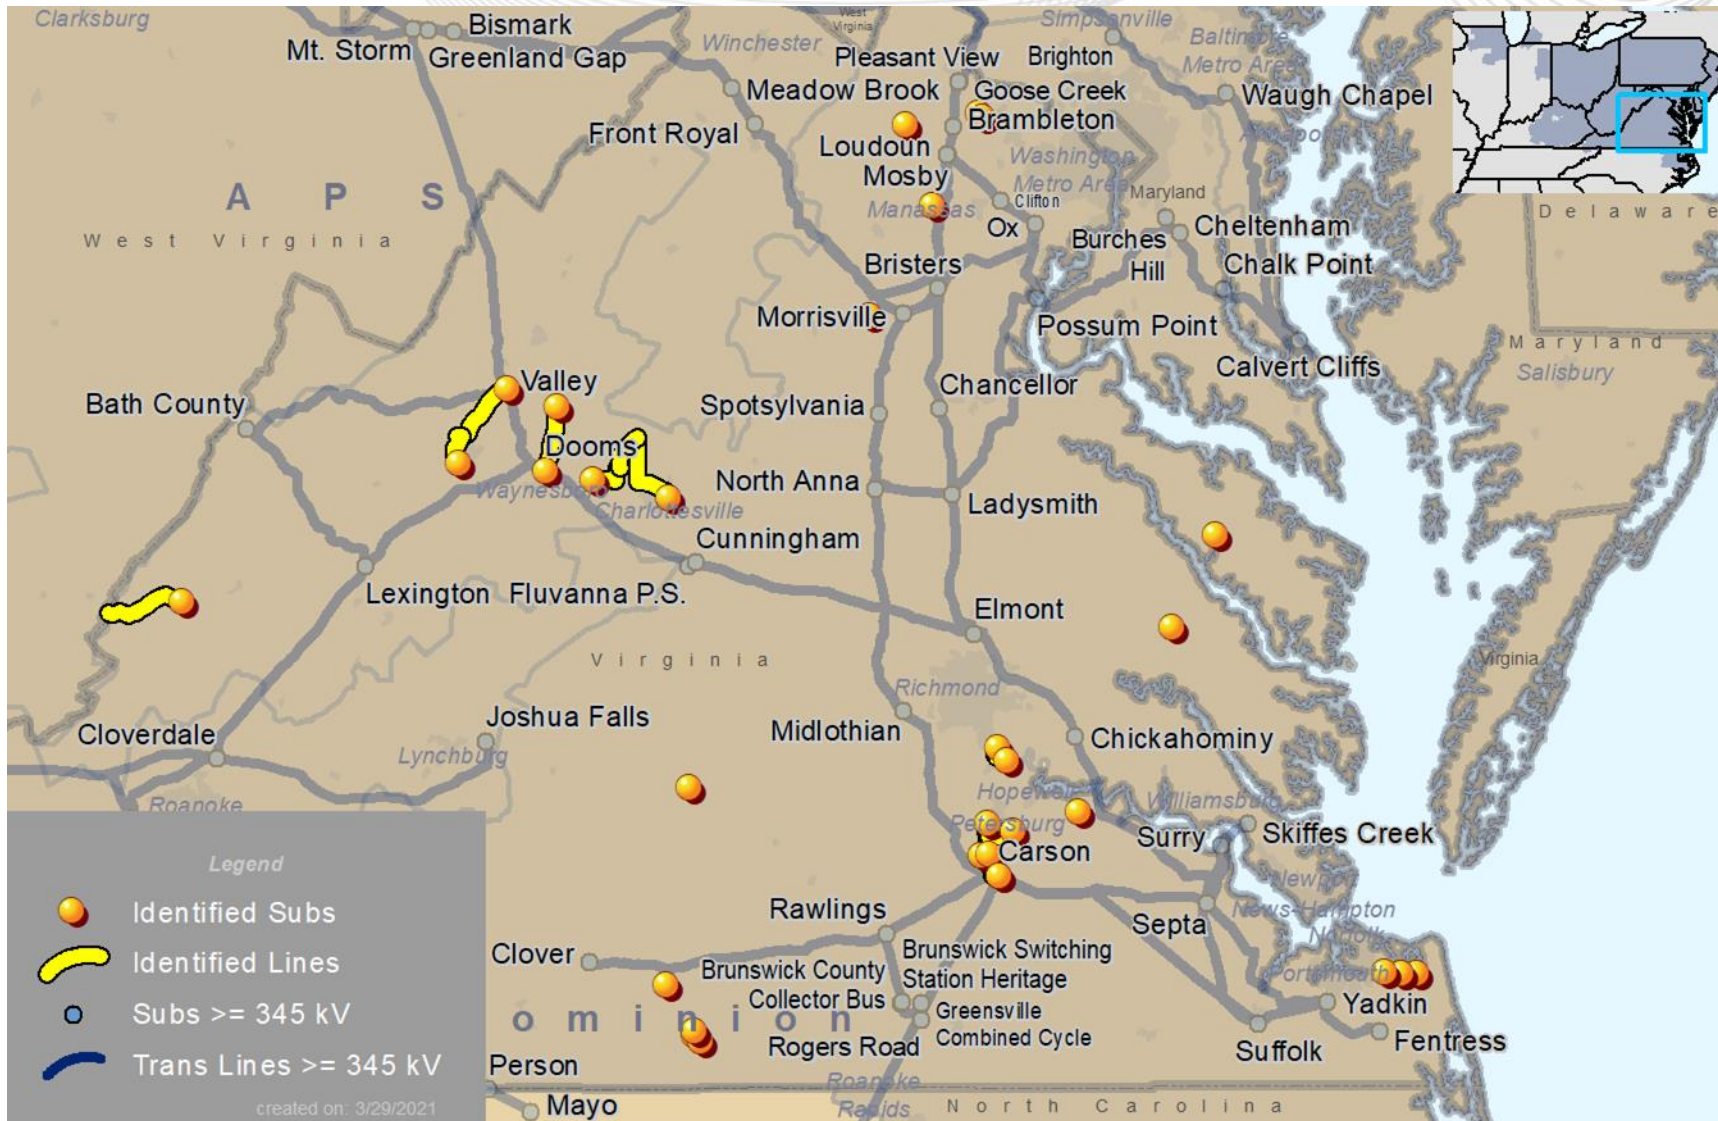 Clarksburg
Bismark
Mt. Storm
Greenland Gap
Winchester
West
Virginia
Pleasant View
Simpsonville
Brighton
Baltimore
Metro Area
Meadow Brook
Goose Creek
Waugh Chapel
Front Royal
Brambleton
Loudoun
Washington
Metro Area
Mosby
Maryland
Clifton
Manassas
Delaware
A P S
West Virginia
Ox
Burches
Hill
Cheltenham
Chalk Point
Bristers
Morrisville
Possum Point
Calvert Cliffs
Maryland
Salisbury
Valley
Bath County
Chancellor
Spotsylvania
Dooms
Waynesboro
Charlottesville
North Anna
Ladysmith
Cunningham
Lexington
Fluvanna P.S.
Elmont
Virginia
Virginia
Richmond
Joshua Falls
Midlothian
Cloverdale
Lynchburg
Chickahominy
Roanoke
Hopewell
Williamsburg
Petersburg
Carson
Surry
Skiffes Creek
Newport
News-Hampton
Norfolk
Portsmouth
Rawlings
Septa
Clover
Brunswick County
Collector Bus
Brunswick Switching
Station Heritage
Greensville
Combined Cycle
Yadkin
Fentress
Suffolk
ominion
Rogers Road
Person
Roanoke
Rapids
Mayo
North Carolina
Legend
Identified Subs
Identified Lines
Subs >= 345 kV
Trans Lines >= 345 kV
created on: 3/29/2021